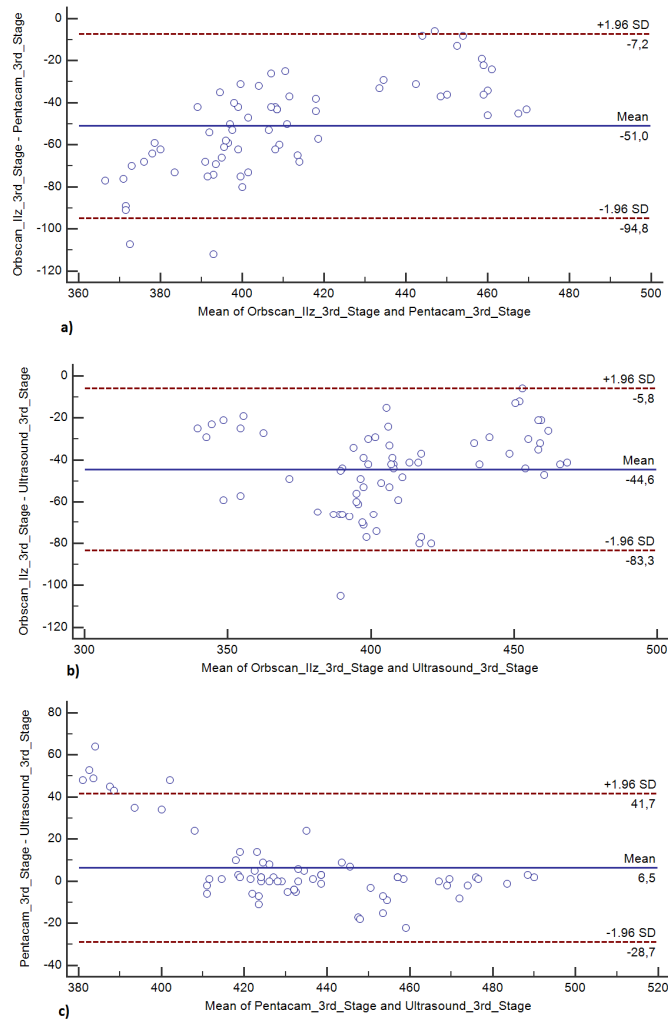 0
+1.96 SD
-7,2
-20
-40
Mean
-51,0
-60
-80
-1.96 SD
-94,8
-100
-120
360 380 400 420 440 460 480 500
Orbscan_IIz_3rd_Stage - Pentacam_3rd_Stage
Mean of Orbscan_IIz_3rd_Stage and Pentacam_3rd_Stage
a)
0
+1.96 SD
-5,8
-20
-40
Mean
-44,6
-60
-80
-1.96 SD
-83,3
-100
-120
300 350 400 450 500
Orbscan_IIz_3rd_Stage - Ultrasound_3rd_Stage
Mean of Orbscan_IIz_3rd_Stage and Ultrasound_3rd_Stage
b)
80
60
+1.96 SD
41,7
40
20
Mean
6,5
0
-20
-1.96 SD
-28,7
-40
380 400 420 440 460 480 500 520
Pentacam_3rd_Stage - Ultrasound_3rd_Stage
Mean of Pentacam_3rd_Stage and Ultrasound_3rd_Stage
c)